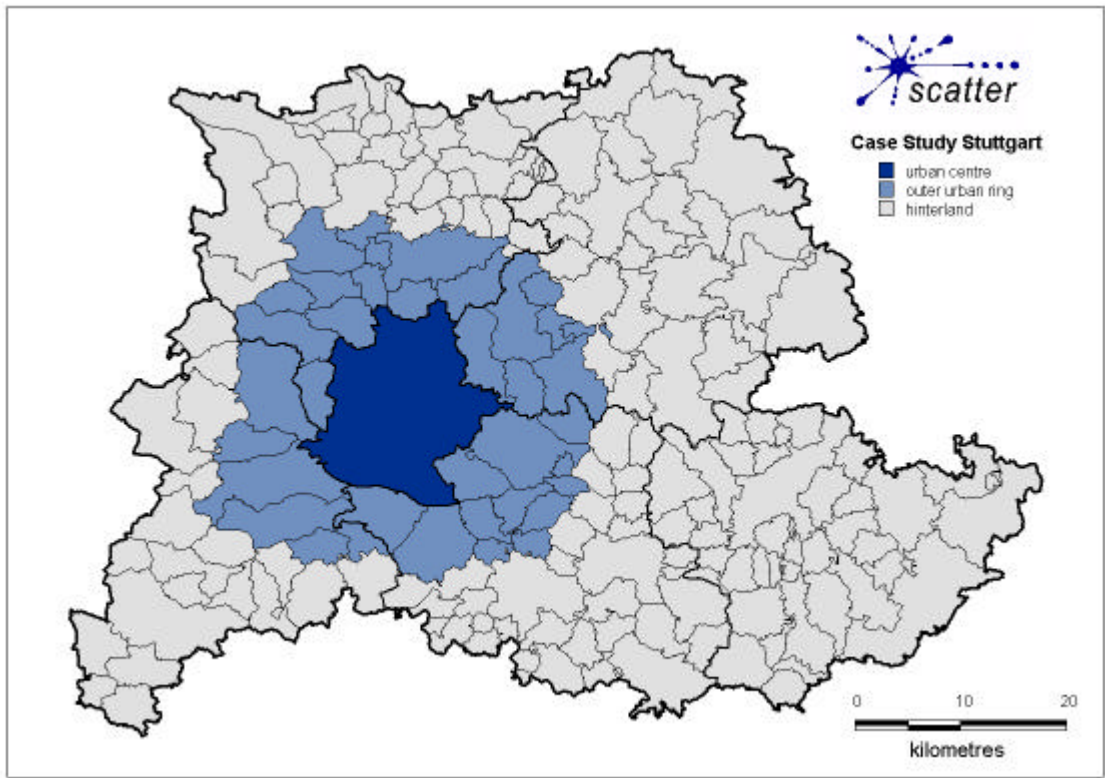 scatter
Case Study Stuttgart
urban centre
outer urban ring
hinterland
0 10 20
kilometres